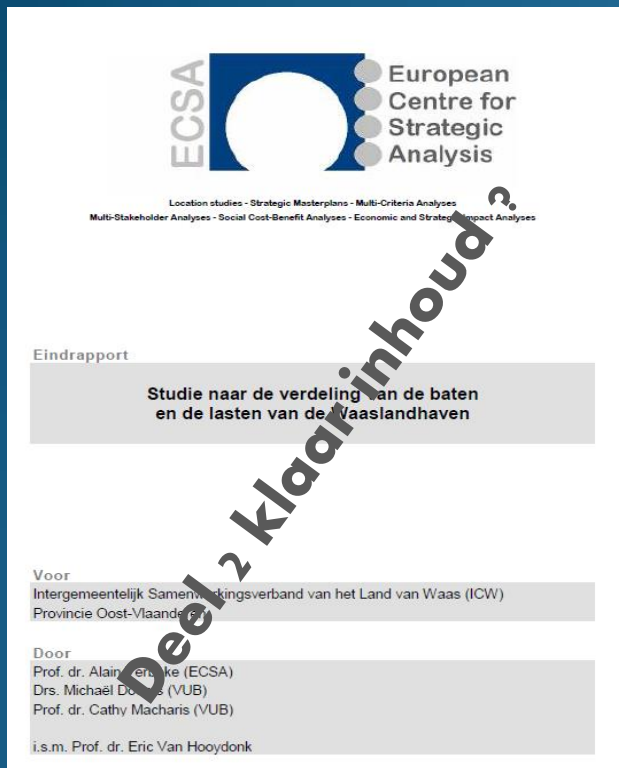 ECSA
European
Centre for
Strategic
Analysis
Location studies - Strategic Masterplans - Multi-Criteria Analyses
Multi-Stakeholder Analyses - Social Cost-Benefit Analyses - Economic and Strategic Impact Analyses
Eindrapport
Studie naar de verdeling van de baten
en de lasten van de Waaslandhaven
Deel 2 klaar inhoud ?
Voor
Intergemeentelijk Samenwerkingsverband van het Land van Waas (ICW)
Provincie Oost-Vlaanderen
Door
Prof. dr. Alain (ECSA)
Drs. Michaël (VUB)
Prof. dr. Cathy Macharis (VUB)
i.s.m. Prof. dr. Eric Van Hooydonk